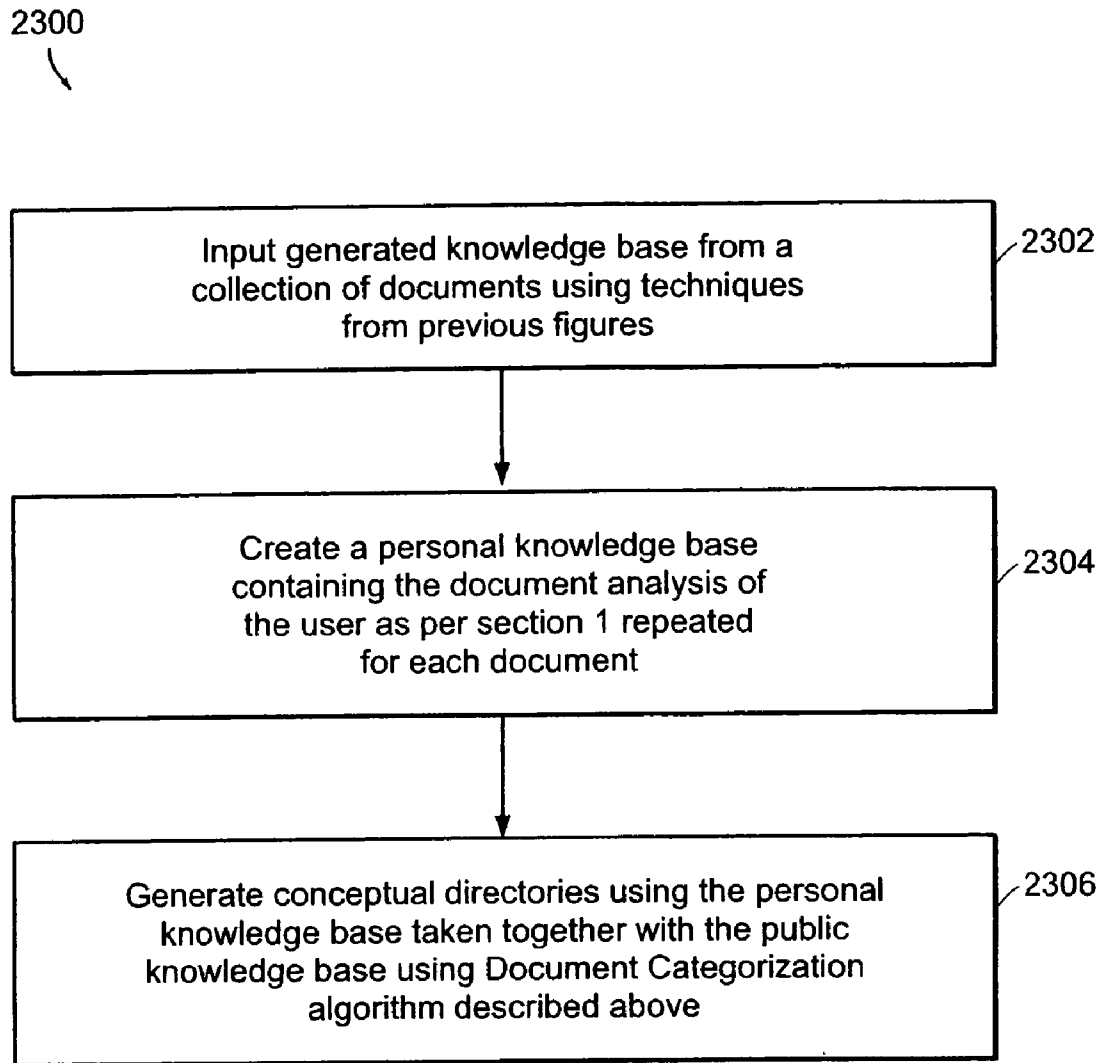 2300
Input generated knowledge base from a
collection of documents using techniques
from previous figures
2302
Create a personal knowledge base
containing the document analysis of
the user as per section 1 repeated
for each document
2304
Generate conceptual directories using the personal
knowledge base taken together with the public
knowledge base using Document Categorization
algorithm described above
2306